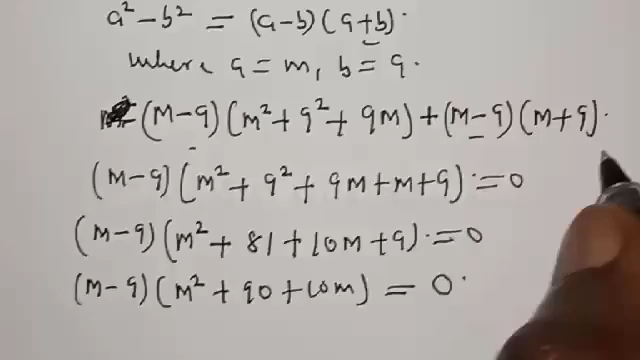 a² - b² = (a-b)(a+b).
where a = m, b = 9.
(M-9)(m² + 9² + 9M) + (M-9)(M+9).
(M-9)(m² + 9² + 9M + M + 9) = 0
(M-9)(m² + 81 + 10M + 9) = 0
(M-9)(m² + 90 + 10m) = 0.